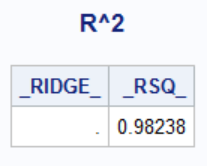 R^2
_RIDGE_ _RSQ_
. 0.98238